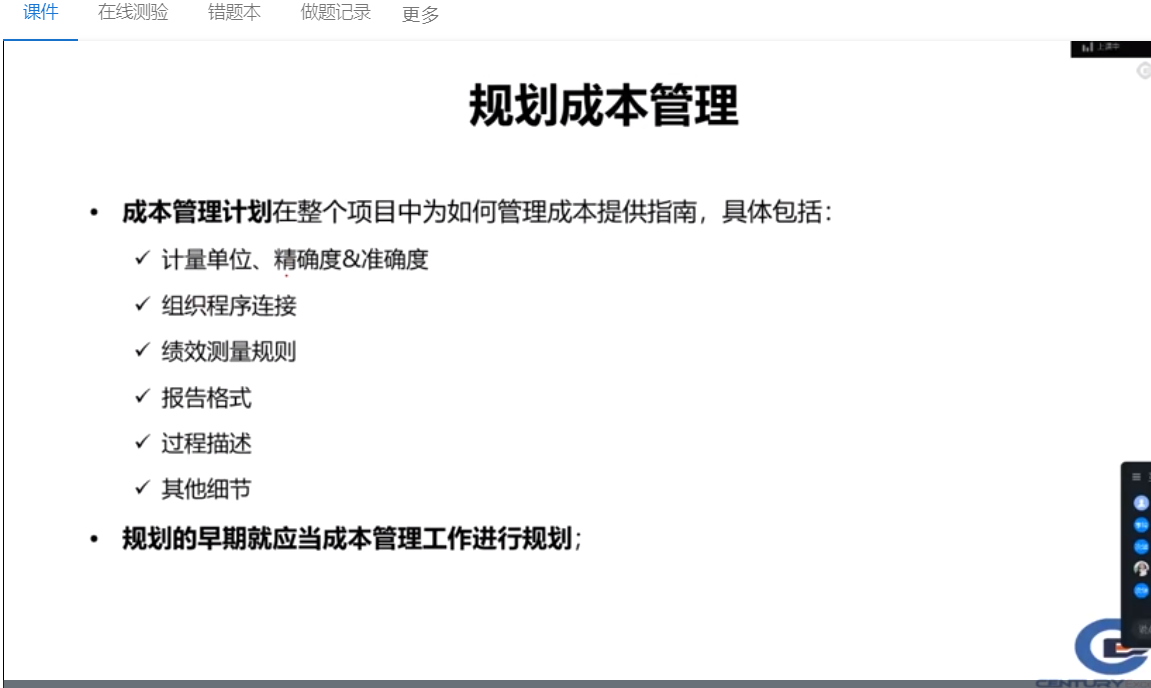 课件 在线测验 错题本 做题记录 更多
上课中
规划成本管理
• 成本管理计划在整个项目中为如何管理成本提供指南，具体包括：
✓ 计量单位、精确度&准确度
✓ 组织程序连接
✓ 绩效测量规则
✓ 报告格式
✓ 过程描述
✓ 其他细节
• 规划的早期就应当成本管理工作进行规划；
CENTURY